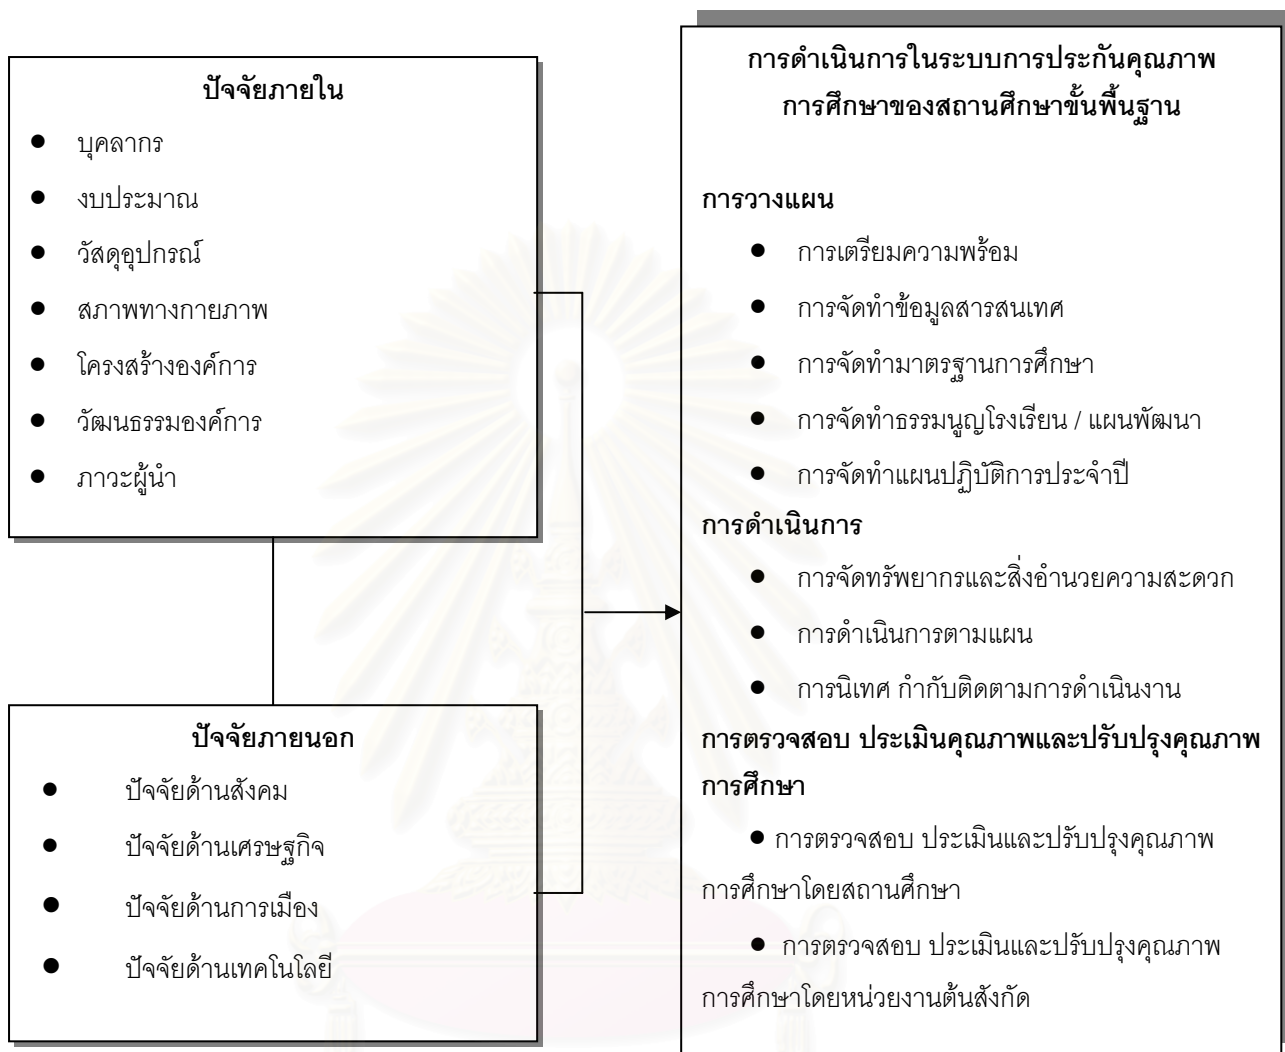 ปัจจัยภายใน
● บุคลากร
● งบประมาณ
● วัสดุอุปกรณ์
● สภาพทางกายภาพ
● โครงสร้างองค์การ
● วัฒนธรรมองค์การ
● ภาวะผู้นำ
ปัจจัยภายนอก
● ปัจจัยด้านสังคม
● ปัจจัยด้านเศรษฐกิจ
● ปัจจัยด้านการเมือง
● ปัจจัยด้านเทคโนโลยี
การดำเนินการในระบบการประกันคุณภาพ
การศึกษาของสถานศึกษาขั้นพื้นฐาน
การวางแผน
● การเตรียมความพร้อม
● การจัดทำข้อมูลสารสนเทศ
● การจัดทำมาตรฐานการศึกษา
● การจัดทำธรรมนูญโรงเรียน / แผนพัฒนา
● การจัดทำแผนปฏิบัติการประจำปี
การดำเนินการ
● การจัดทรัพยากรและสิ่งอำนวยความสะดวก
● การดำเนินการตามแผน
● การนิเทศ กำกับติดตามการดำเนินงาน
การตรวจสอบ ประเมินคุณภาพและปรับปรุงคุณภาพ
การศึกษา
● การตรวจสอบ ประเมินและปรับปรุงคุณภาพ
การศึกษาโดยสถานศึกษา
● การตรวจสอบ ประเมินและปรับปรุงคุณภาพ
การศึกษาโดยหน่วยงานต้นสังกัด